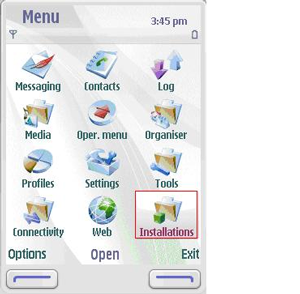 Menu
3:45 pm
Messaging Contacts Log
Media Oper. menu Organiser
Profiles Settings Tools
Connectivity Web Installations
Options Open Exit